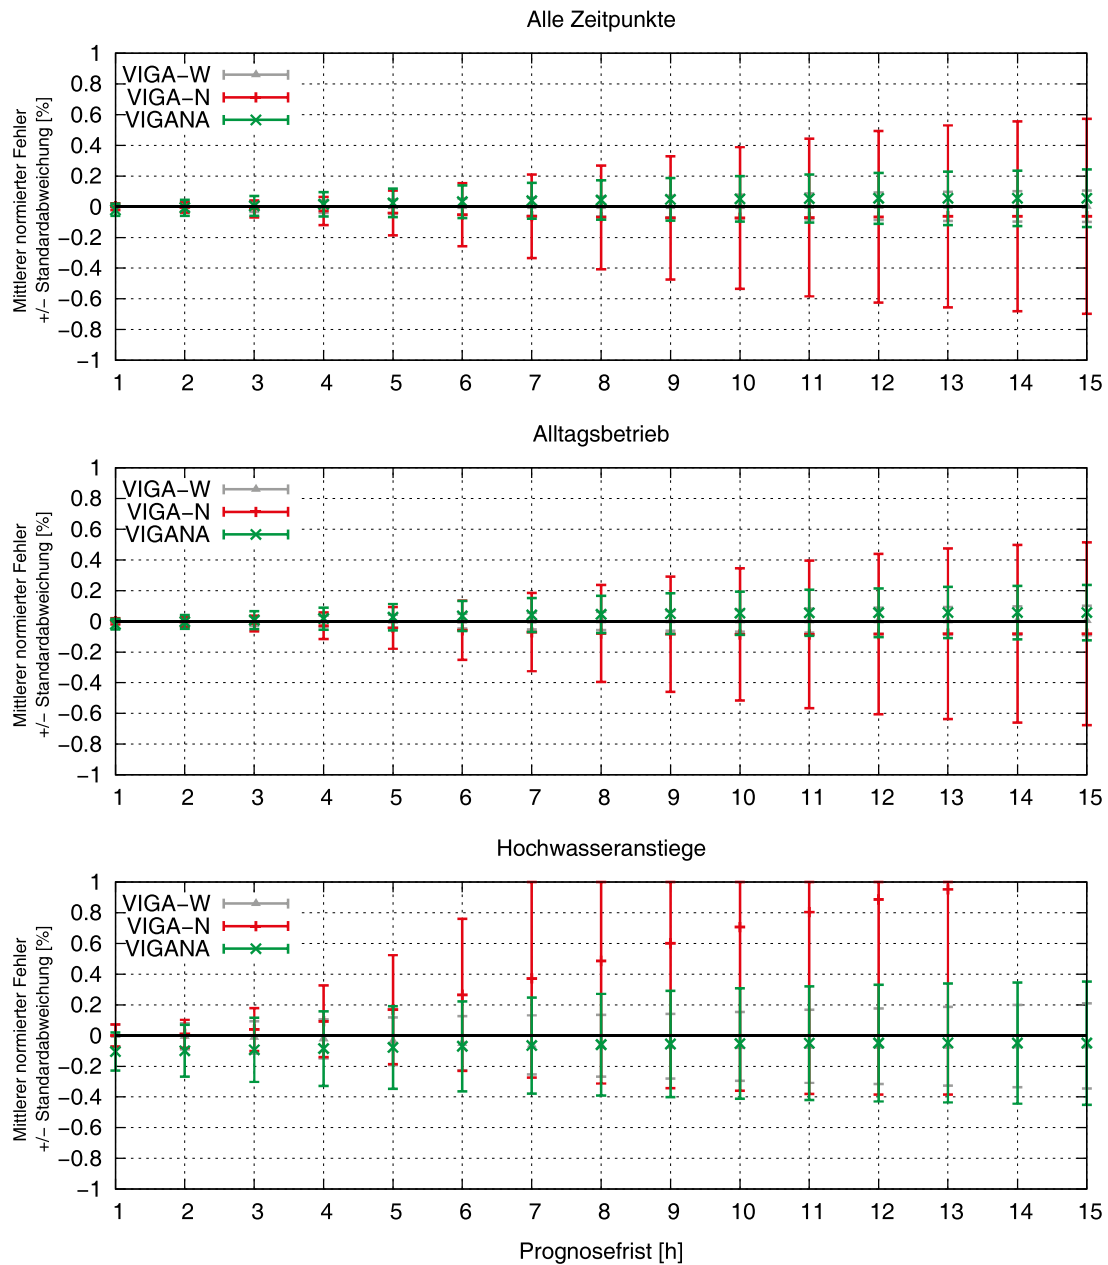 Alle Zeitpunkte
Mittlerer normierter Fehler
+/− Standardabweichung [%]
1
0.8
0.6
0.4
0.2
0
−0.2
−0.4
−0.6
−0.8
−1
VIGA−W
VIGA−N
VIGANA
1 2 3 4 5 6 7 8 9 10 11 12 13 14 15
Alltagsbetrieb
Mittlerer normierter Fehler
+/− Standardabweichung [%]
1
0.8
0.6
0.4
0.2
0
−0.2
−0.4
−0.6
−0.8
−1
VIGA−W
VIGA−N
VIGANA
1 2 3 4 5 6 7 8 9 10 11 12 13 14 15
Hochwasseranstiege
Mittlerer normierter Fehler
+/− Standardabweichung [%]
1
0.8
0.6
0.4
0.2
0
−0.2
−0.4
−0.6
−0.8
−1
VIGA−W
VIGA−N
VIGANA
1 2 3 4 5 6 7 8 9 10 11 12 13 14 15
Prognosefrist [h]